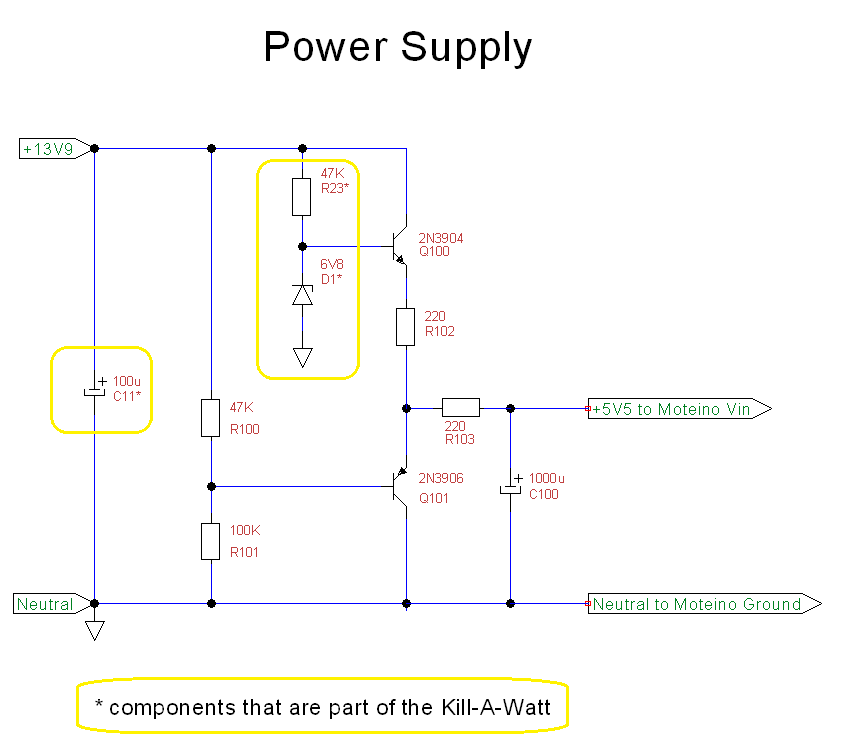 Power Supply
+13V9
47K
R23*
2N3904
Q100
6V8
D1*
220
R102
100u
C11*
47K
R100
+5V5 to Moteino Vin
220
R103
2N3906
Q101
1000u
C100
100K
R101
Neutral
Neutral to Moteino Ground
* components that are part of the Kill-A-Watt